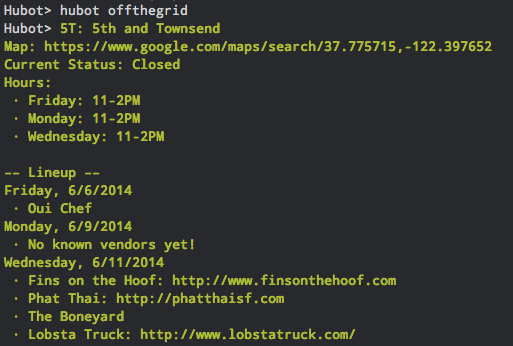 Hubot> hubot offthegrid
Hubot> 5T: 5th and Townsend
Map: https://www.google.com/maps/search/37.775715,-122.397652
Current Status: Closed
Hours:
· Friday: 11-2PM
· Monday: 11-2PM
· Wednesday: 11-2PM
-- Lineup --
Friday, 6/6/2014
· Oui Chef
Monday, 6/9/2014
· No known vendors yet!
Wednesday, 6/11/2014
· Fins on the Hoof: http://www.finsonthehoof.com
· Phat Thai: http://phatthaisf.com
· The Boneyard
· Lobsta Truck: http://www.lobstatruck.com/